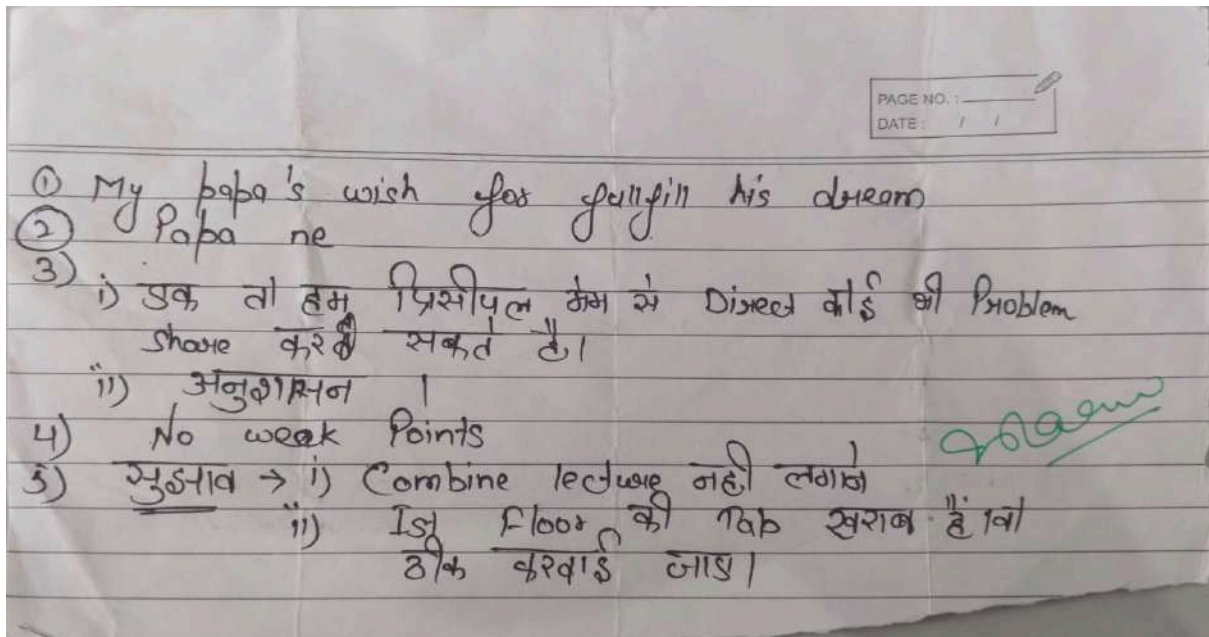 PAGE NO. :
DATE : / /
① My papa's wish for fullfill his dream
② Papa ne
3)
i) इक तो हम प्रिसीपल मेम से Direct कोई भी Problem
Share कर सकते है।
ii) अनुशासन ।
4) No weak Points
5) सुझाव → i) Combine lecture नही लगाने
ii) Ist Floor की Tab खराब हैं। वो
ठीक करवाई जाए।